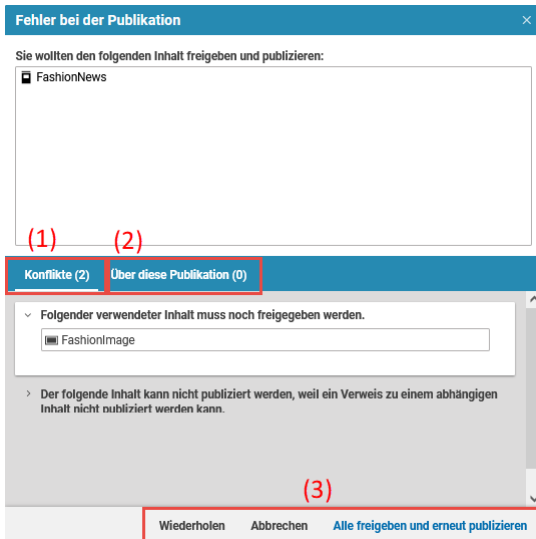 Fehler bei der Publikation
Sie wollten den folgenden Inhalt freigeben und publizieren:
FashionNews
(1) (2)
Konflikte (2) Über diese Publikation (0)
Folgender verwendeter Inhalt muss noch freigegeben werden.
FashionImage
Der folgende Inhalt kann nicht publiziert werden, weil ein Verweis zu einem abhängigen
Inhalt nicht publiziert werden kann.
(3)
Wiederholen Abbrechen Alle freigeben und erneut publizieren